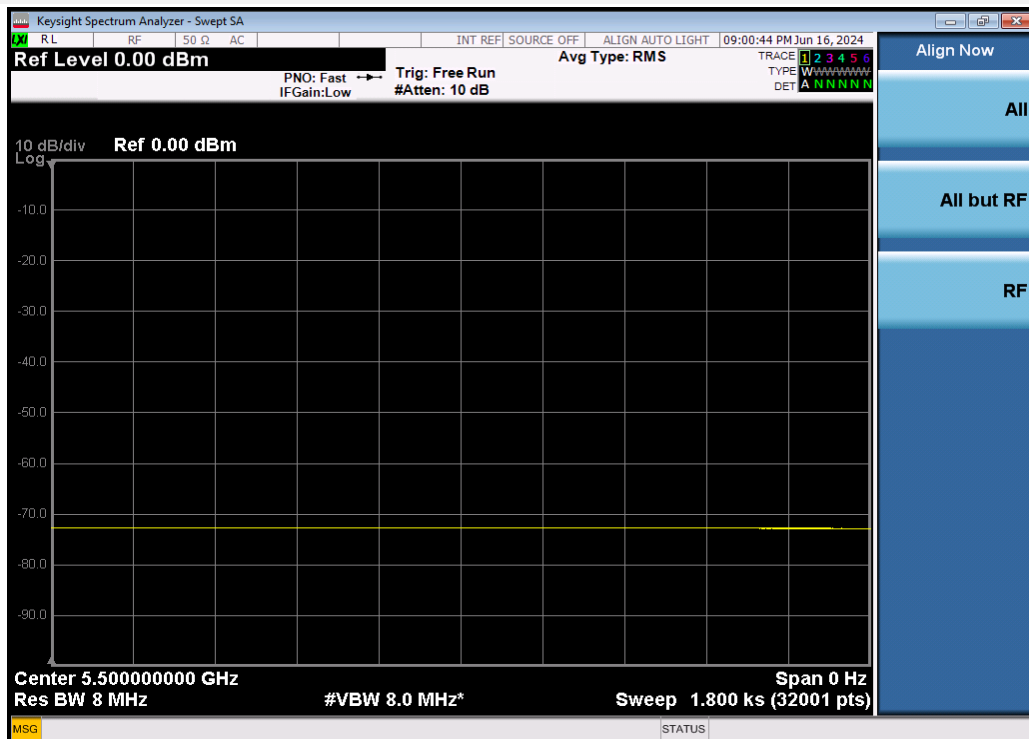 Keysight Spectrum Analyzer - Swept SA
LXI RL RF 50 Ω AC INT REF SOURCE OFF ALIGN AUTO LIGHT 09:00:44 PM Jun 16, 2024
Ref Level 0.00 dBm
PNO: Fast
IFGain:Low
Trig: Free Run
#Atten: 10 dB
Avg Type: RMS
TRACE 1 2 3 4 5 6
TYPE WWWWWWWW
DET A N N N N N
Align Now
All
All but RF
RF
10 dB/div
Log
Ref 0.00 dBm
-10.0
-20.0
-30.0
-40.0
-50.0
-60.0
-70.0
-80.0
-90.0
Center 5.500000000 GHz
Span 0 Hz
Res BW 8 MHz
#VBW 8.0 MHz*
Sweep 1.800 ks (32001 pts)
MSG
STATUS